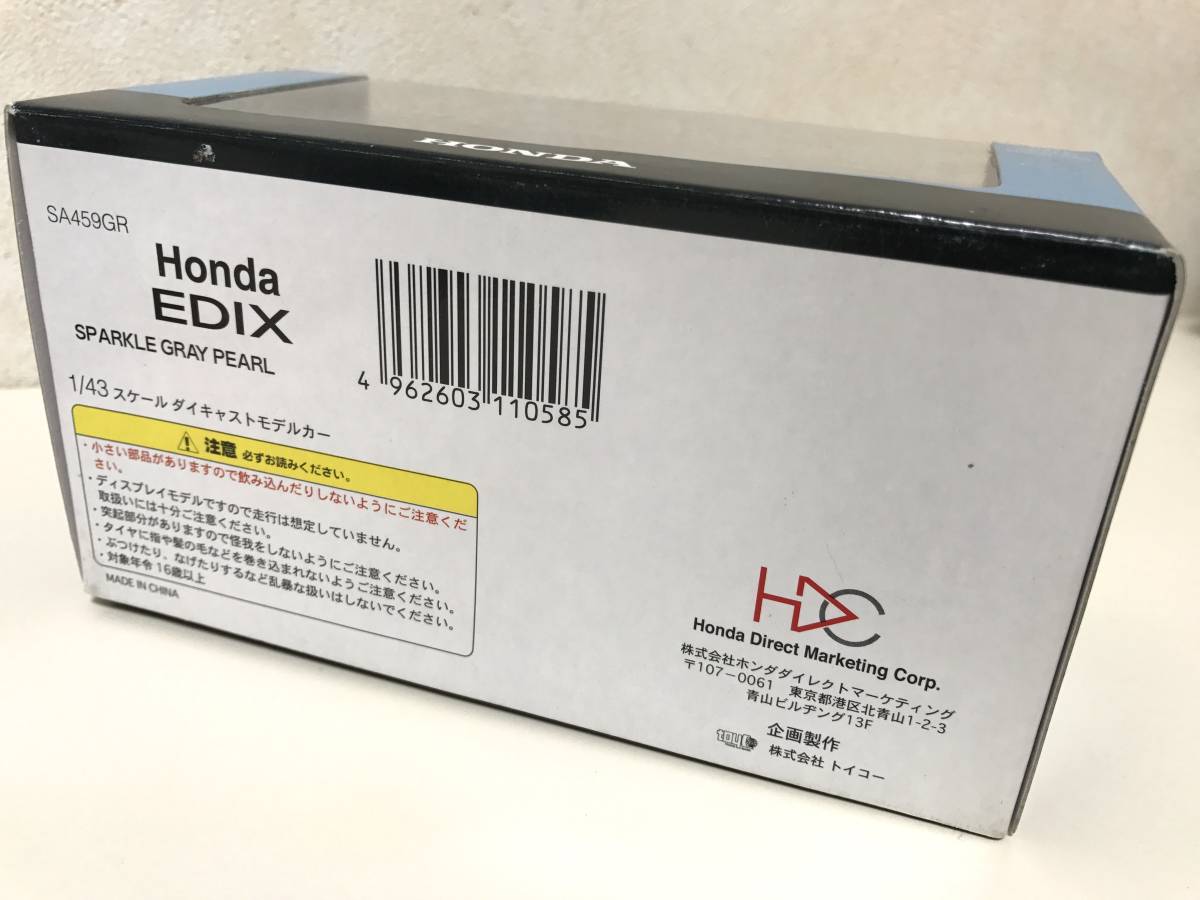 HONDA
SA459GR
Honda
EDIX
SPARKLE GRAY PEARL
1/43 スケール ダイキャストモデルカー
4 962603 110585
注意 必ずお読みください。
・小さい部品がありますので飲み込んだりしないようにご注意くだ
さい。
・ディスプレイモデルですので走行は想定していません。
取扱いには十分ご注意ください。
・突起部分がありますので怪我をしないようにご注意ください。
・タイヤに指や髪の毛などを巻き込まれないようご注意ください。
・ぶつけたり、なげたりするなど乱暴な扱いはしないでください。
・対象年令 16歳以上
MADE IN CHINA
HDC
Honda Direct Marketing Corp.
株式会社ホンダダイレクトマーケティング
〒107-0061 東京都港区北青山1-2-3
青山ビルヂング13F
企画製作
株式会社 トイコー